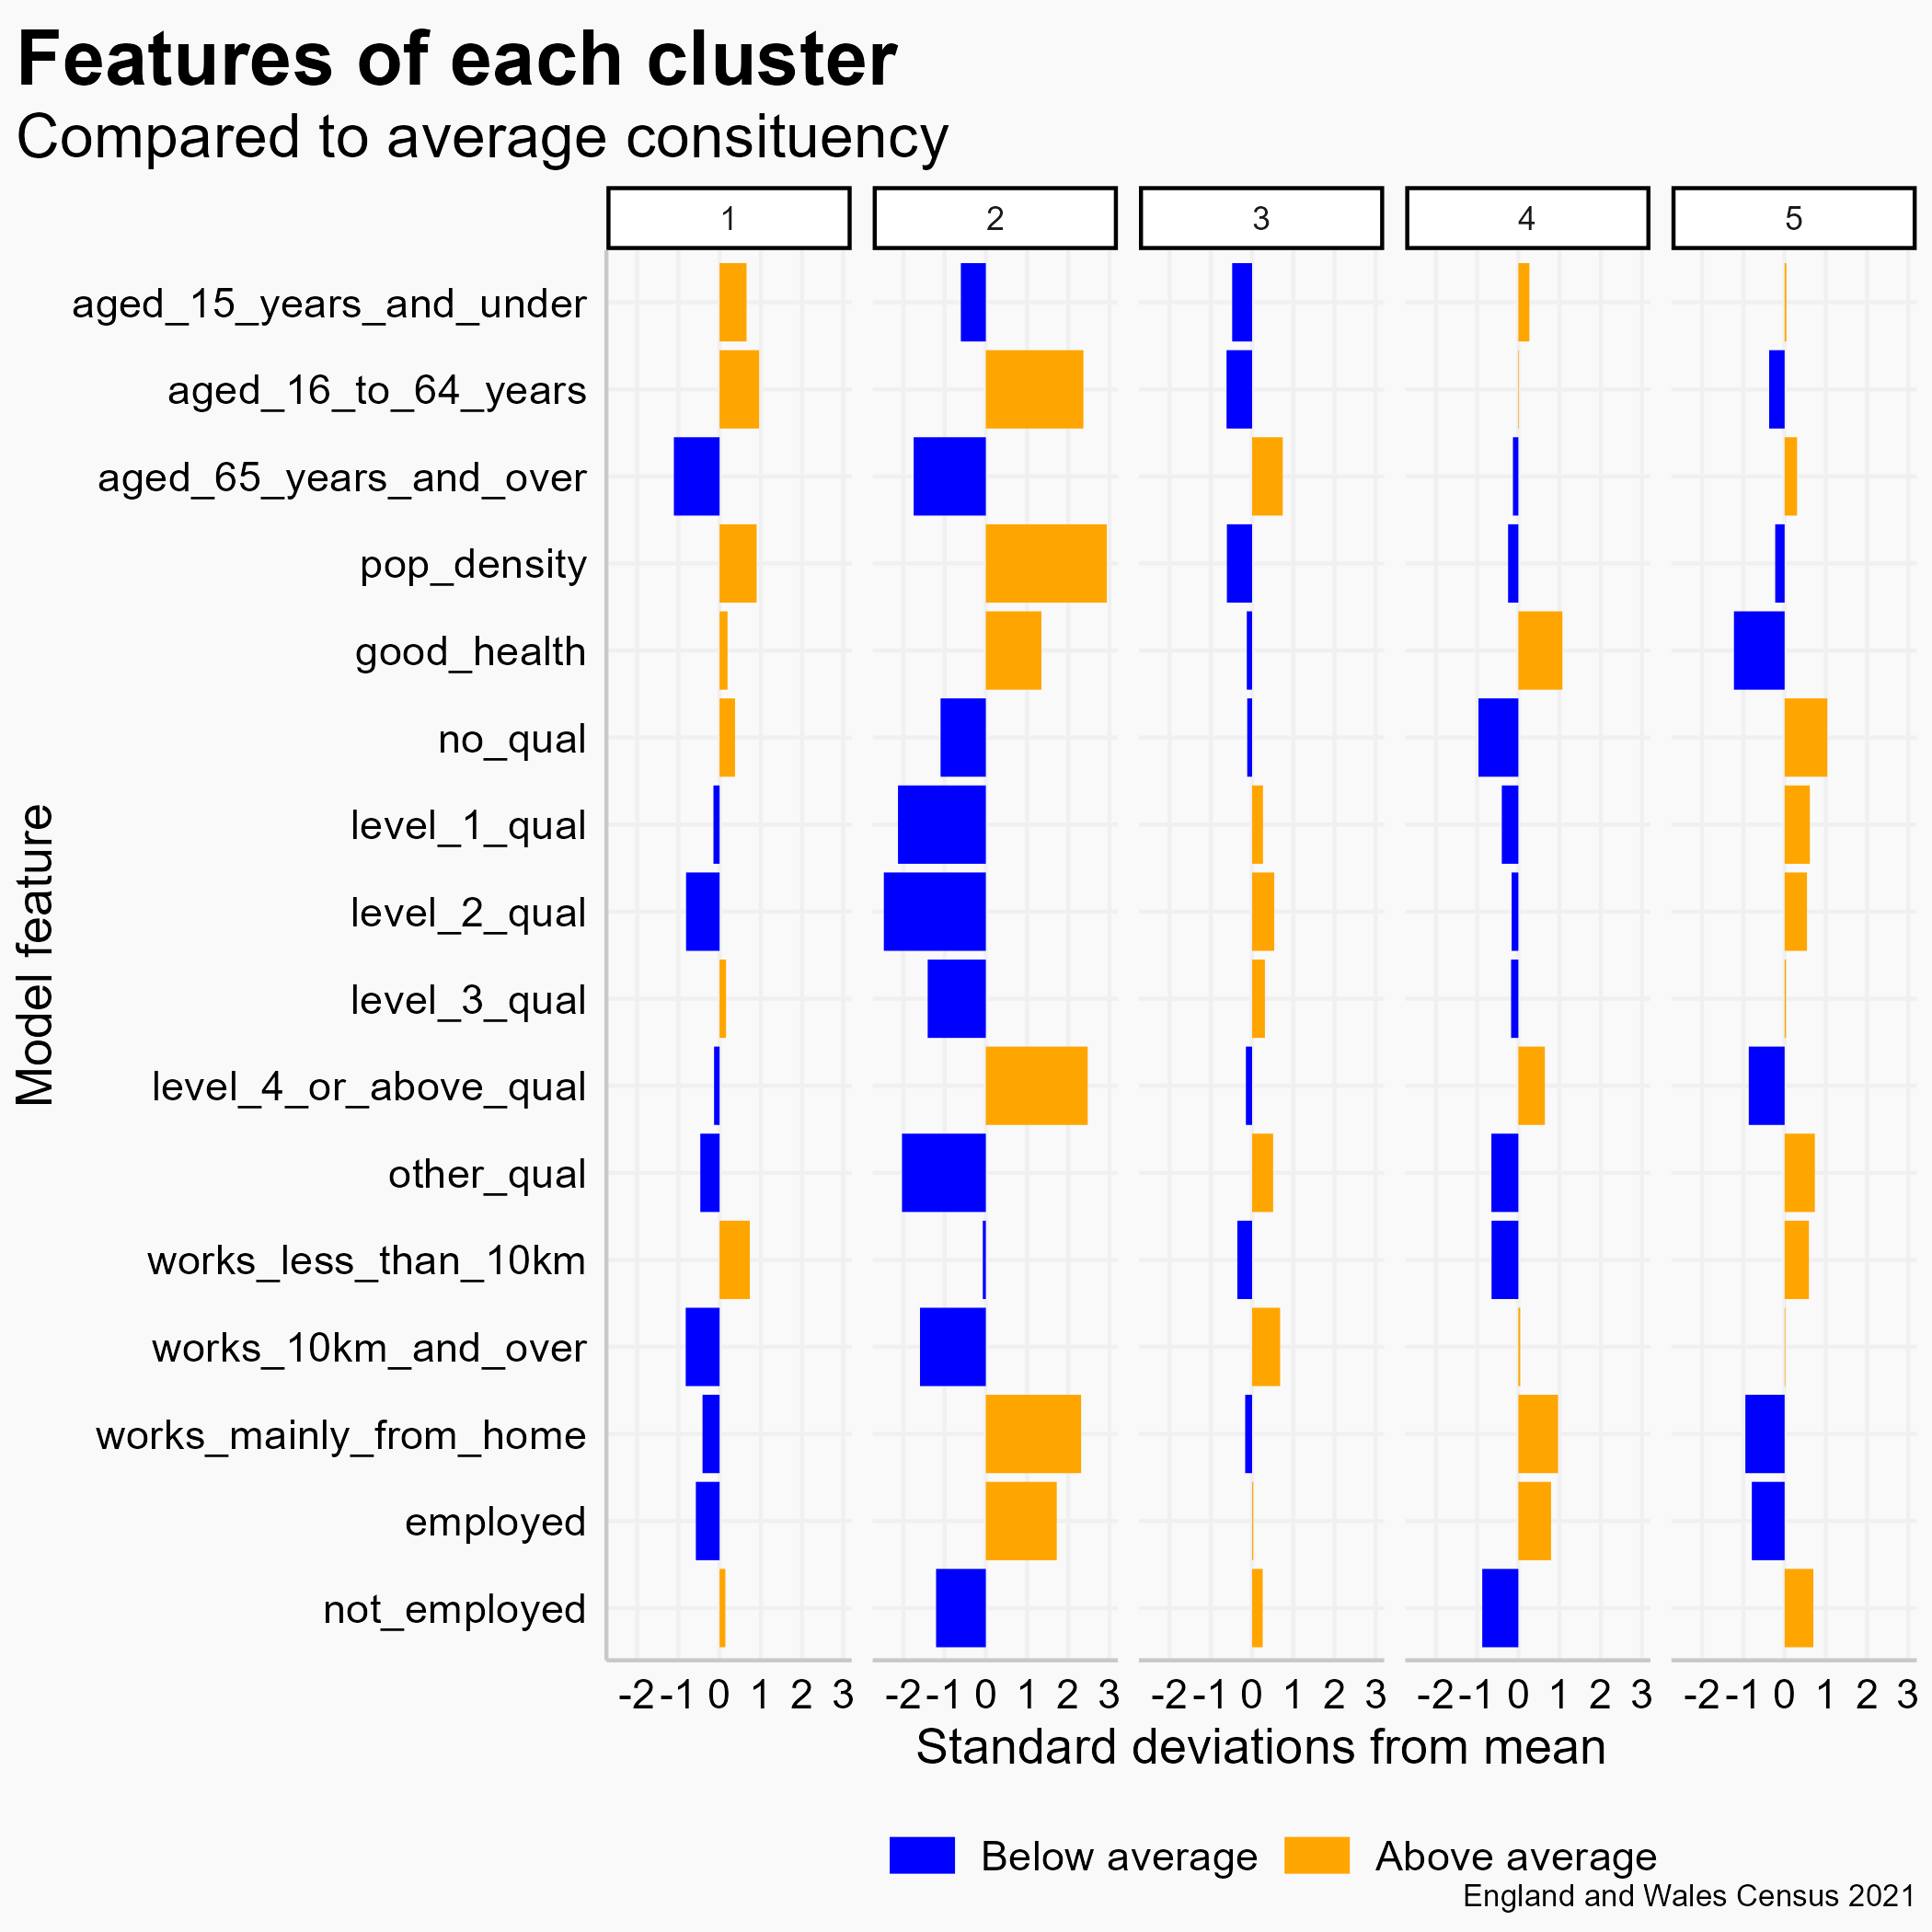 Features of each cluster
Compared to average consituency
1 2 3 4 5
aged_15_years_and_under
aged_16_to_64_years
aged_65_years_and_over
pop_density
good_health
no_qual
level_1_qual
level_2_qual
level_3_qual
level_4_or_above_qual
other_qual
works_less_than_10km
works_10km_and_over
works_mainly_from_home
employed
not_employed
Model feature
-2 -1 0 1 2 3 -2 -1 0 1 2 3 -2 -1 0 1 2 3 -2 -1 0 1 2 3 -2 -1 0 1 2 3
Standard deviations from mean
Below average Above average
England and Wales Census 2021